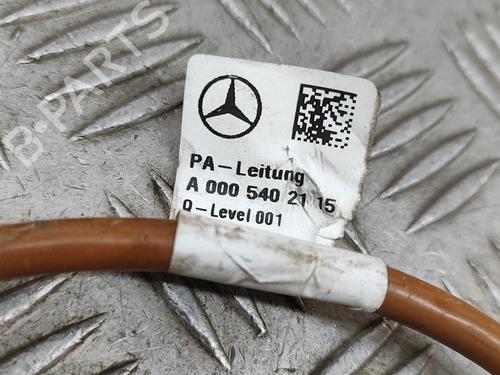 B-PARTS
PA-Leitung
A 000 540 21 15
Q-Level 001